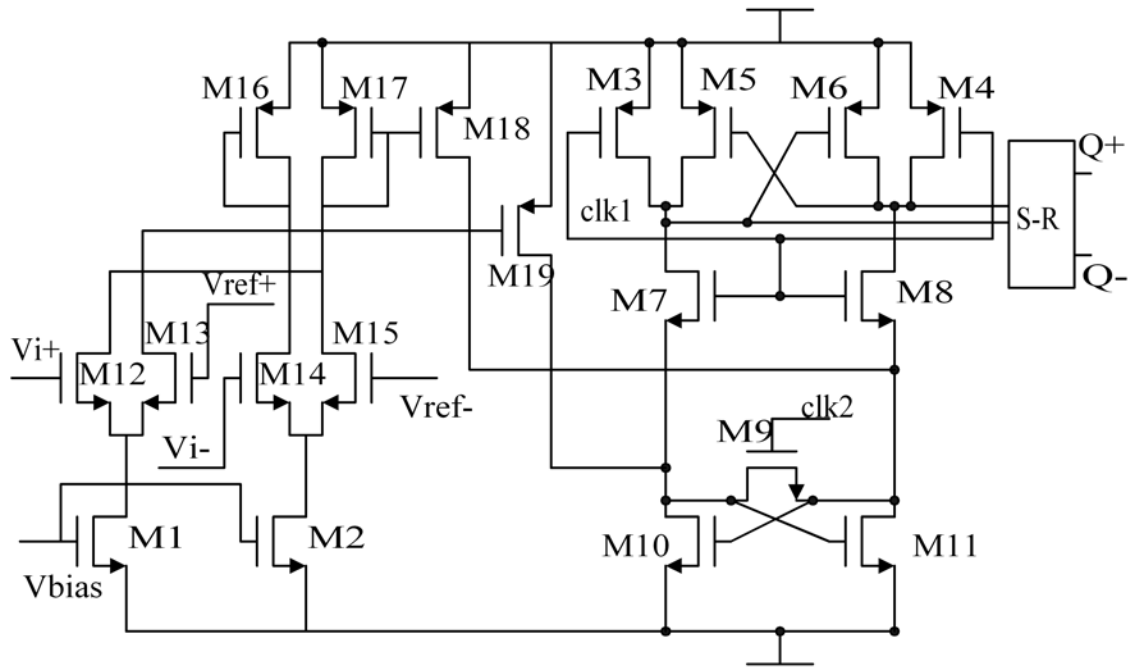 M16
M17
M18
M3
M5
M6
M4
Q+
clk1
S-R
M19
Q-
Vref+
M7
M8
M13
M15
Vi+
M12
M14
Vref-
clk2
M9
Vi-
M1
M2
M10
M11
Vbias